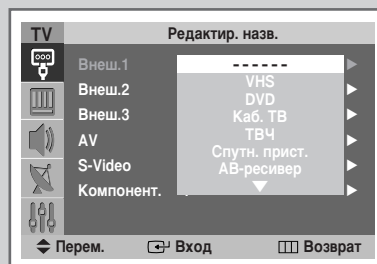 TV Редактир. назв.
Внеш.1
Внеш.2
Внеш.3
AV
S-Video
Компонент.
------
VHS
DVD
Каб. ТВ
ТВЧ
Спутн. прист.
АВ-ресивер
Перем. Вход Возврат